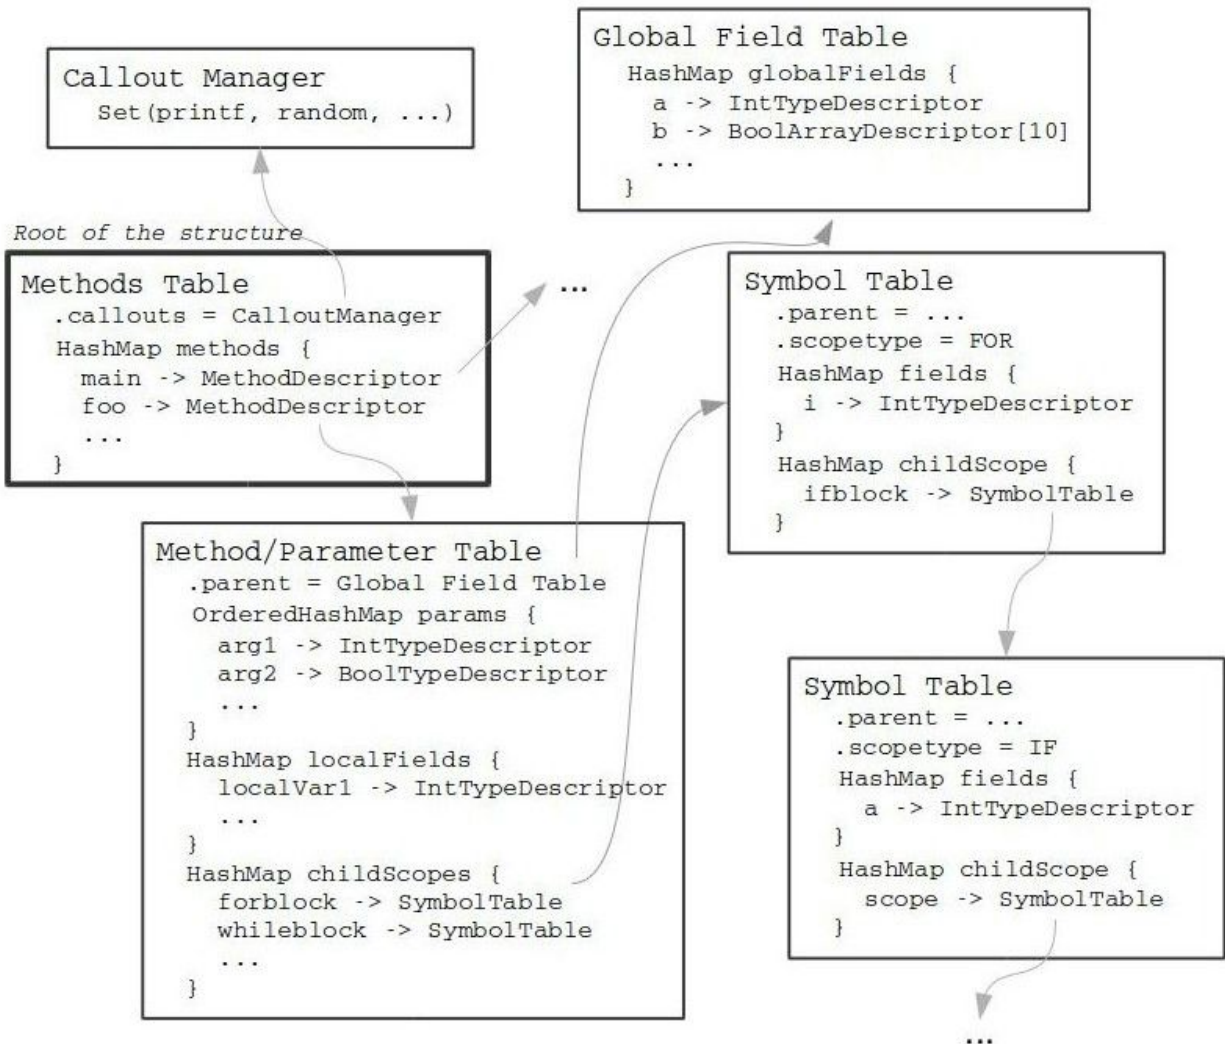 Callout Manager
Set(printf, random, ...)
Global Field Table
HashMap globalFields {
a -> IntTypeDescriptor
b -> BoolArrayDescriptor[10]
...
}
Root of the structure
Methods Table
.callouts = CalloutManager
HashMap methods {
main -> MethodDescriptor
foo -> MethodDescriptor
...
}
...
Symbol Table
.parent = ...
.scopetype = FOR
HashMap fields {
i -> IntTypeDescriptor
}
HashMap childScope {
ifblock -> SymbolTable
}
Method/Parameter Table
.parent = Global Field Table
OrderedHashMap params {
arg1 -> IntTypeDescriptor
arg2 -> BoolTypeDescriptor
...
}
HashMap localFields {
localVar1 -> IntTypeDescriptor
...
}
HashMap childScopes {
forblock -> SymbolTable
whileblock -> SymbolTable
...
}
Symbol Table
.parent = ...
.scopetype = IF
HashMap fields {
a -> IntTypeDescriptor
}
HashMap childScope {
scope -> SymbolTable
}
...